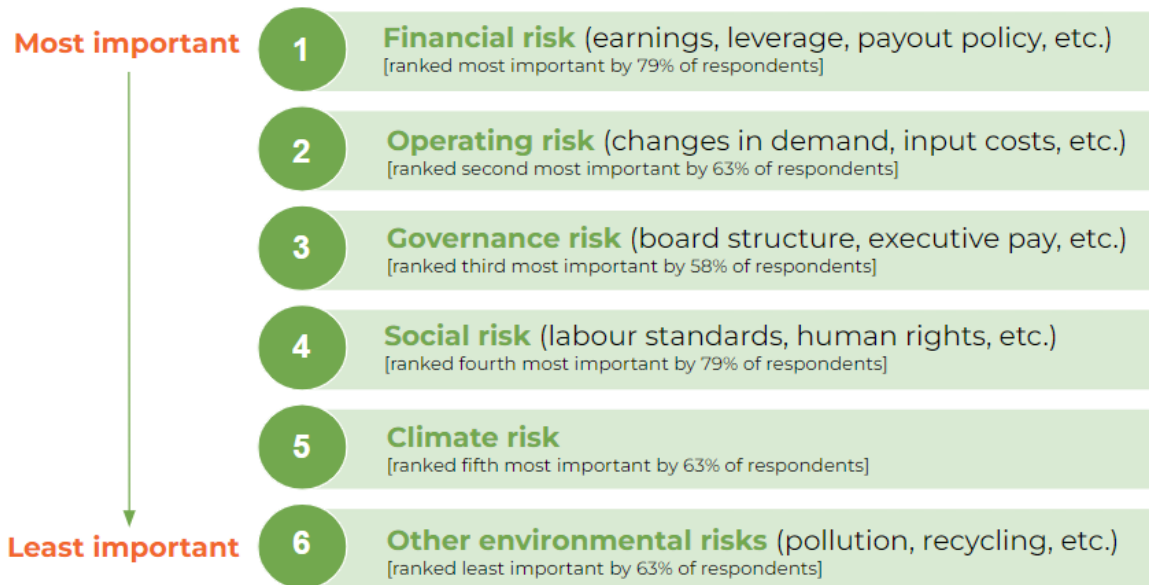 Most important
1
Financial risk (earnings, leverage, payout policy, etc.)
[ranked most important by 79% of respondents]
2
Operating risk (changes in demand, input costs, etc.)
[ranked second most important by 63% of respondents]
3
Governance risk (board structure, executive pay, etc.)
[ranked third most important by 58% of respondents]
4
Social risk (labour standards, human rights, etc.)
[ranked fourth most important by 79% of respondents]
5
Climate risk
[ranked fifth most important by 63% of respondents]
Least important
6
Other environmental risks (pollution, recycling, etc.)
[ranked least important by 63% of respondents]